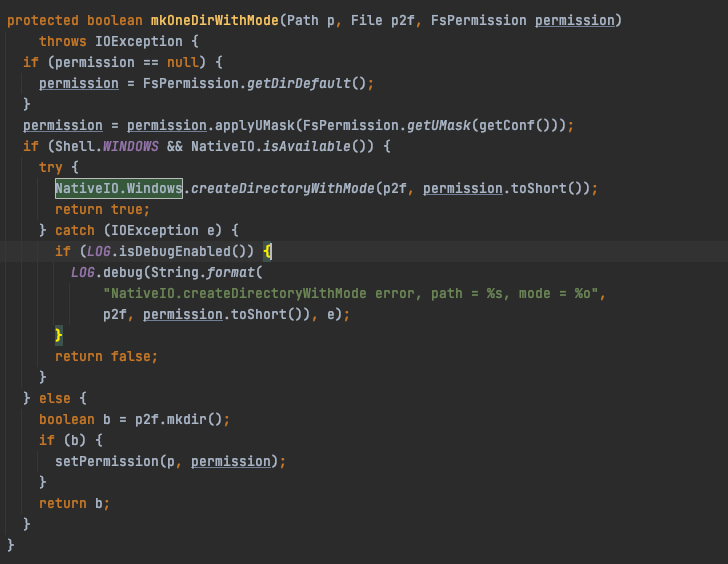 protected boolean mkOneDirWithMode(Path p, File p2f, FsPermission permission)
    throws IOException {
  if (permission == null) {
    permission = FsPermission.getDirDefault();
  }
  permission = permission.applyUMask(FsPermission.getUMask(getConf()));
  if (Shell.WINDOWS && NativeIO.isAvailable()) {
    try {
      NativeIO.Windows.createDirectoryWithMode(p2f, permission.toShort());
      return true;
    } catch (IOException e) {
      if (LOG.isDebugEnabled()) {
        LOG.debug(String.format(
            "NativeIO.createDirectoryWithMode error, path = %s, mode = %o",
            p2f, permission.toShort()), e);
      }
      return false;
    }
  } else {
    boolean b = p2f.mkdir();
    if (b) {
      setPermission(p, permission);
    }
    return b;
  }
}